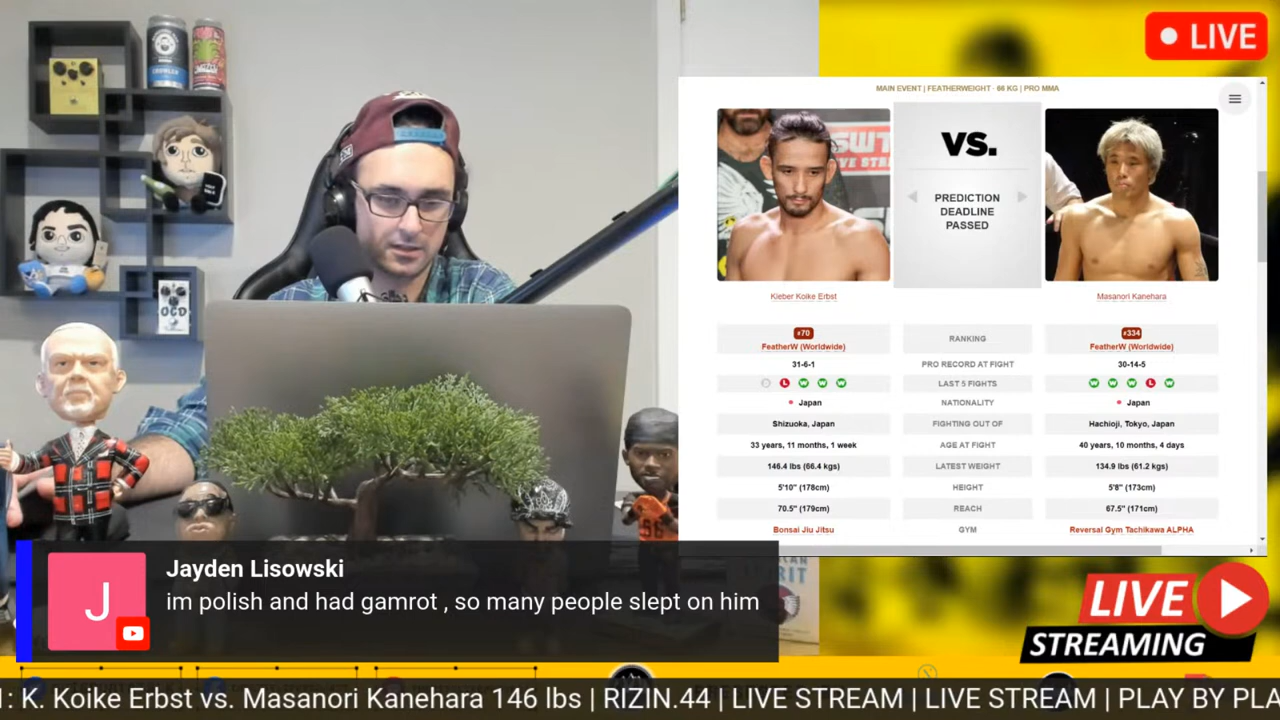 LIVE
MAIN EVENT | FEATHERWEIGHT · 66 KG | PRO MMA
VS.
PREDICTION
DEADLINE
PASSED
Kleber Koike Erbst
Masanori Kanehara
#70
RANKING
#334
FeatherW (Worldwide)
FeatherW (Worldwide)
31-6-1
PRO RECORD AT FIGHT
30-14-5
L W W W
LAST 5 FIGHTS
W W W L W
Japan
NATIONALITY
Japan
Shizuoka, Japan
FIGHTING OUT OF
Hachioji, Tokyo, Japan
33 years, 11 months, 1 week
AGE AT FIGHT
40 years, 10 months, 4 days
146.4 lbs (66.4 kgs)
LATEST WEIGHT
134.9 lbs (61.2 kgs)
5'10" (178cm)
HEIGHT
5'8" (173cm)
70.5" (179cm)
REACH
67.5" (171cm)
Bonsai Jiu Jitsu
GYM
Reversal Gym Tachikawa ALPHA
OCD
J
Jayden Lisowski
im polish and had gamrot , so many people slept on him
LIVE
STREAMING
1: K. Koike Erbst vs. Masanori Kanehara 146 lbs | RIZIN.44 | LIVE STREAM | LIVE STREAM | PLAY BY PLA